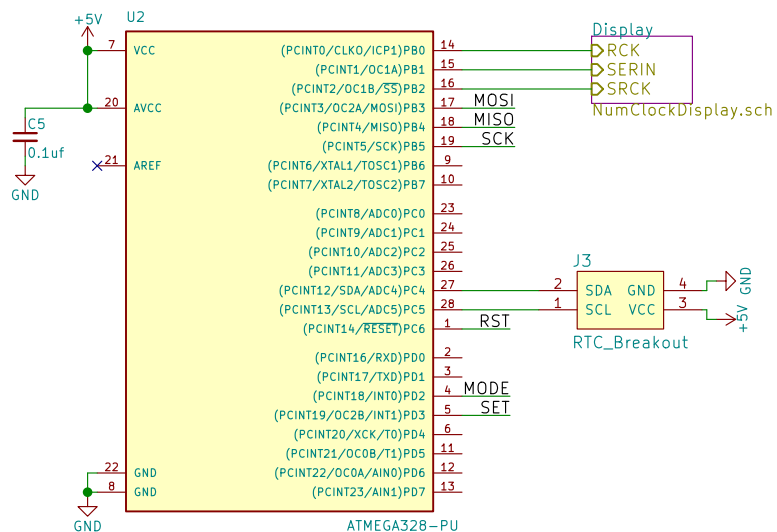 +5V
U2
7 VCC
20 AVCC
21 AREF
22 GND
8 GND
C5
0.1uf
GND
GND
(PCINT0/CLKO/ICP1)PB0 14
(PCINT1/OC1A)PB1 15
(PCINT2/OC1B/SS)PB2 16
(PCINT3/OC2A/MOSI)PB3 17 MOSI
(PCINT4/MISO)PB4 18 MISO
(PCINT5/SCK)PB5 19 SCK
(PCINT6/XTAL1/TOSC1)PB6 9
(PCINT7/XTAL2/TOSC2)PB7 10
(PCINT8/ADC0)PC0 23
(PCINT9/ADC1)PC1 24
(PCINT10/ADC2)PC2 25
(PCINT11/ADC3)PC3 26
(PCINT12/SDA/ADC4)PC4 27
(PCINT13/SCL/ADC5)PC5 28
(PCINT14/RESET)PC6 1 RST
(PCINT16/RXD)PD0 2
(PCINT17/TXD)PD1 3
(PCINT18/INT0)PD2 4 MODE
(PCINT19/OC2B/INT1)PD3 5 SET
(PCINT20/XCK/T0)PD4 6
(PCINT21/OC0B/T1)PD5 11
(PCINT22/OC0A/AIN0)PD6 12
(PCINT23/AIN1)PD7 13
ATMEGA328-PU
Display
RCK
SERIN
SRCK
NumClockDisplay.sch
J3
2 SDA GND 4
1 SCL VCC 3
RTC_Breakout
GND
+5V